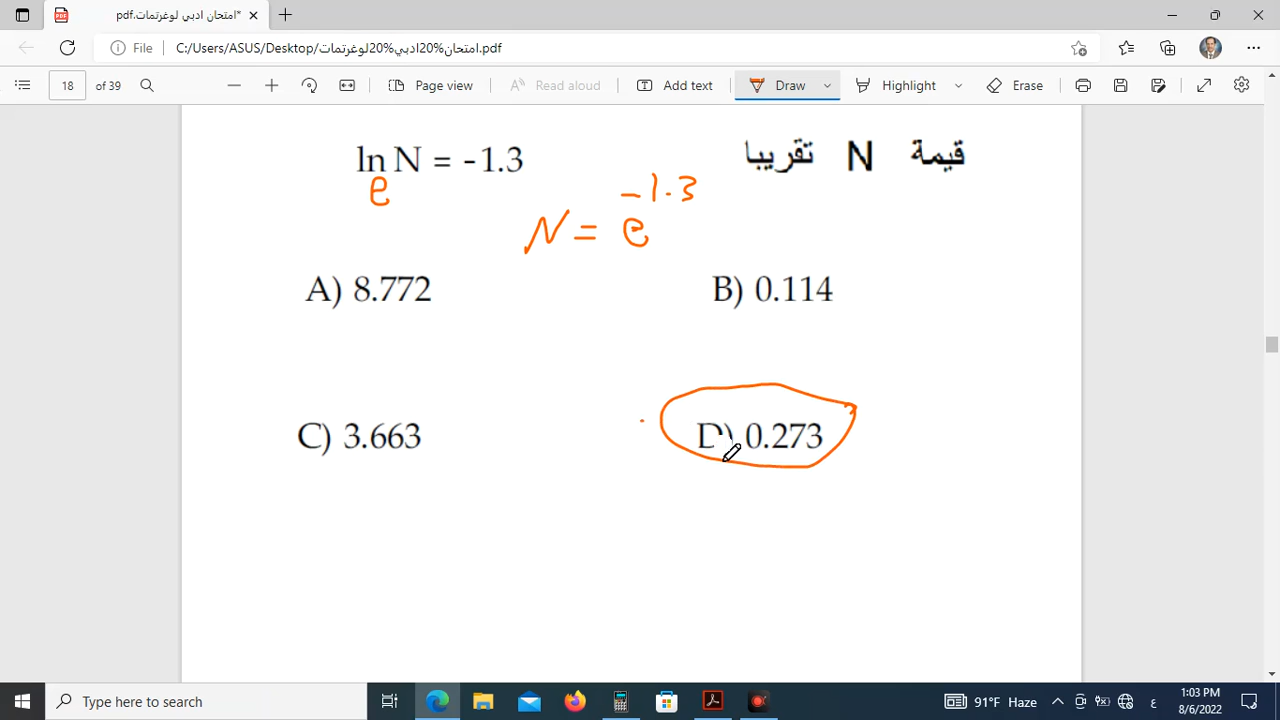 امتحان ادبي لوغرتمات.pdf*
File
C:/Users/ASUS/Desktop/امتحان%20ادبي%20لوغرتمات.pdf
18 of 39
Page view
Read aloud
Add text
Draw
Highlight
Erase
ln N = -1.3
قيمة N تقريبا
e
N = e^-1.3
A) 8.772
B) 0.114
C) 3.663
D) 0.273
Type here to search
91°F Haze
ع
1:03 PM
8/6/2022